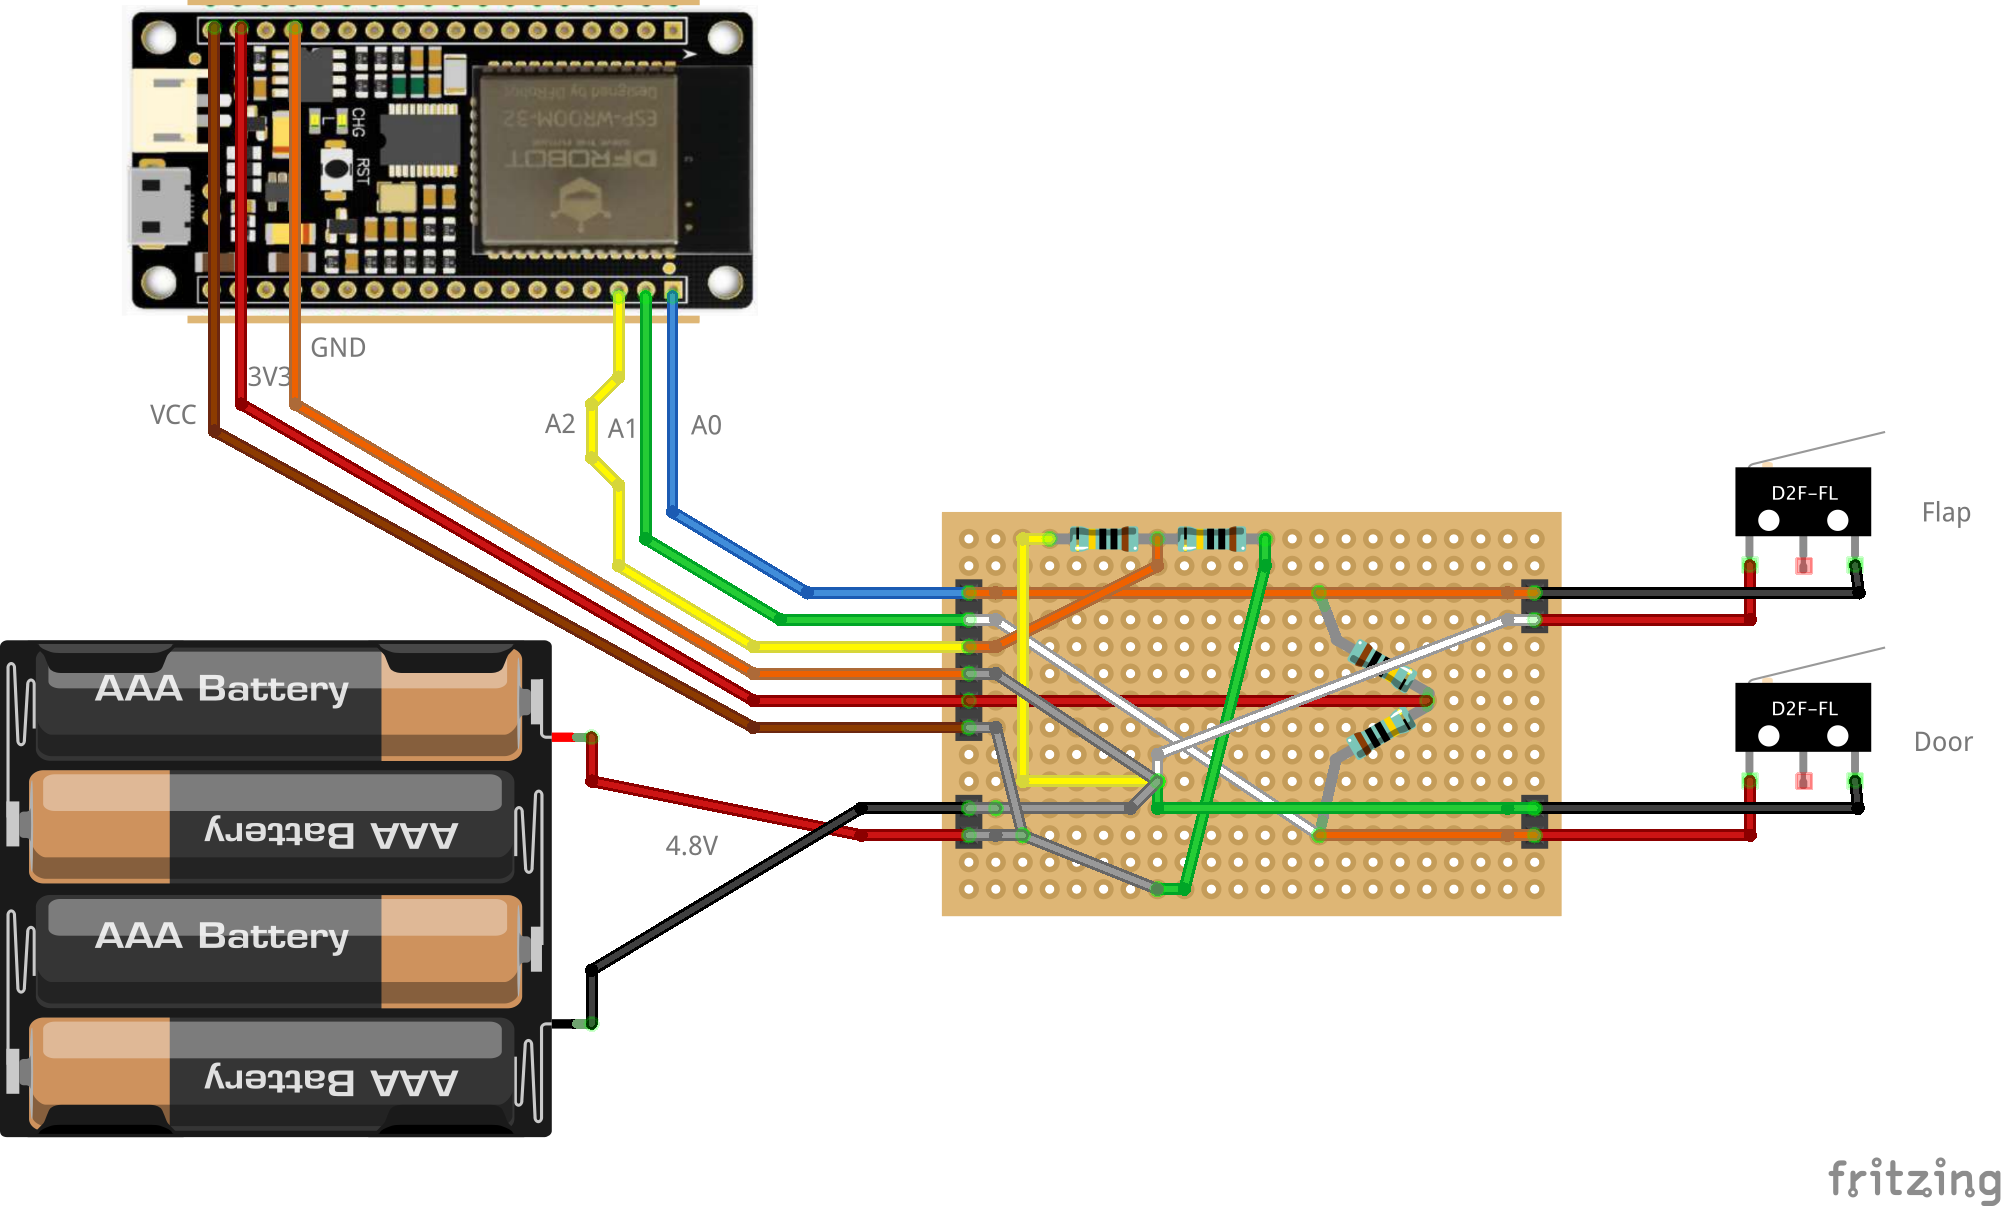 CHG
L
RST
Designed by DFRobot
ESP-WROOM-32
DFROBOT
GND
3V3
VCC
A2
A1
A0
D2F-FL
Flap
D2F-FL
Door
4.8V
AAA Battery
AAA Battery
AAA Battery
AAA Battery
fritzing